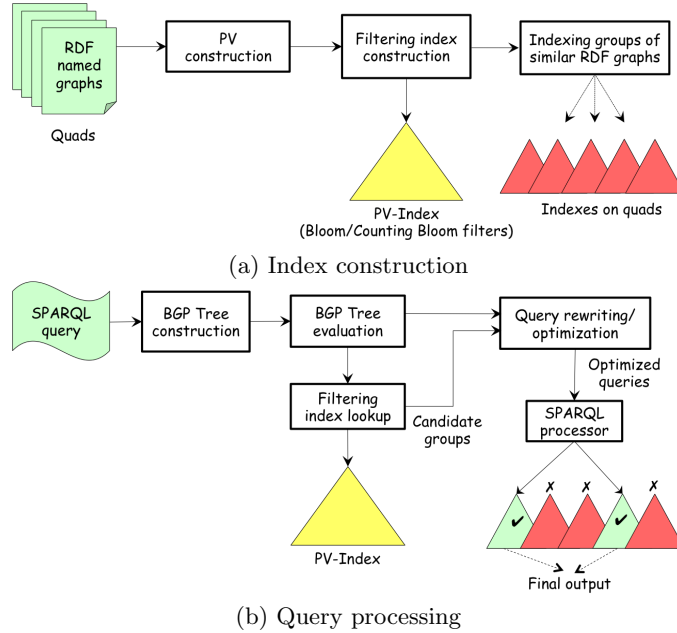 RDF
named
graphs
Quads
PV
construction
Filtering index
construction
Indexing groups of
similar RDF graphs
PV-Index
(Bloom/Counting Bloom filters)
Indexes on quads
(a) Index construction
SPARQL
query
BGP Tree
construction
BGP Tree
evaluation
Query rewriting/
optimization
Filtering
index lookup
Candidate
groups
Optimized
queries
SPARQL
processor
PV-Index
✔ ✗ ✗ ✔ ✗
Final output
(b) Query processing